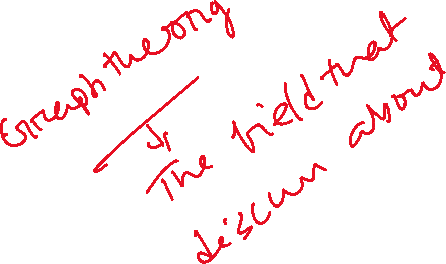 Graph theory
The field that
discuss about